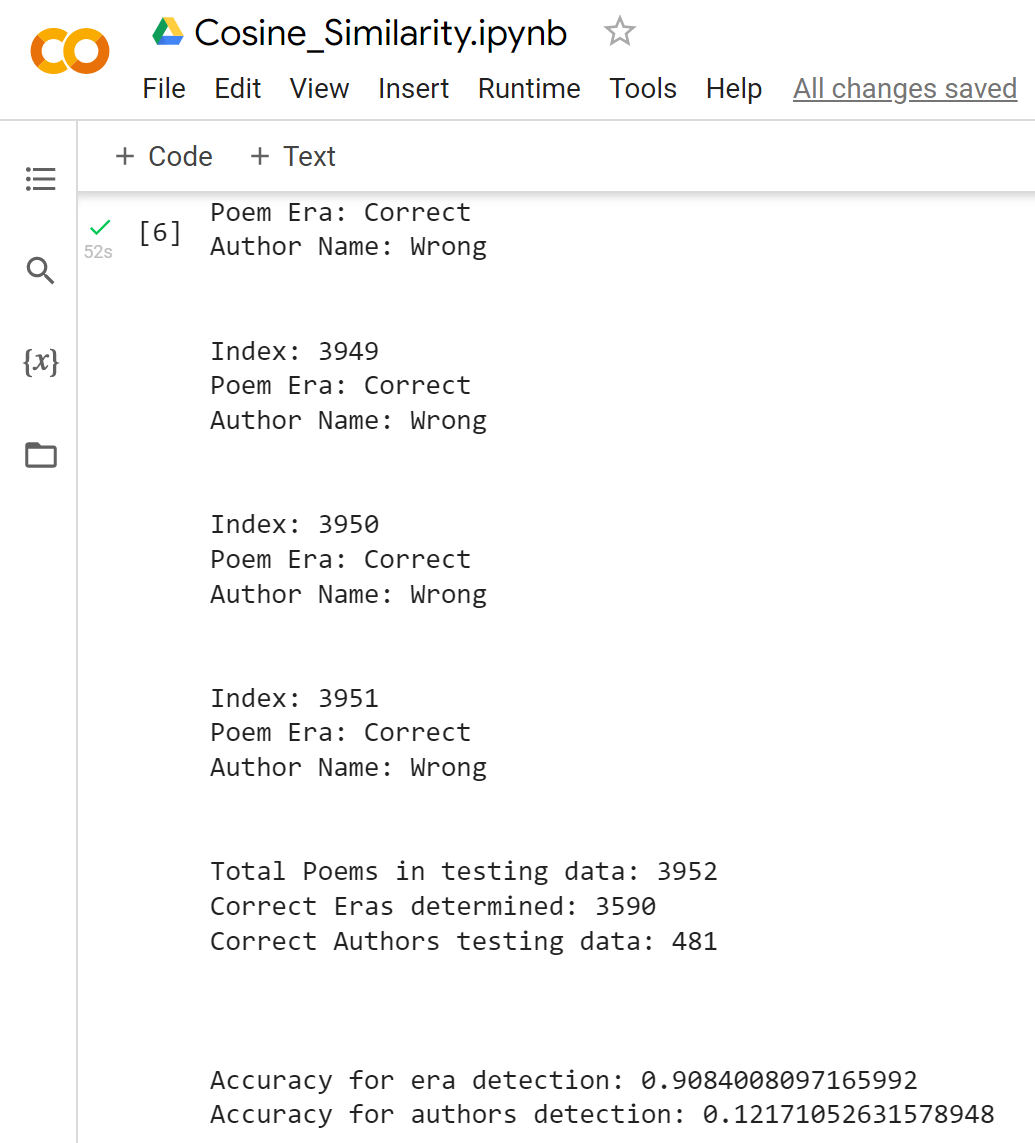 Cosine_Similarity.ipynb
File Edit View Insert Runtime Tools Help All changes saved
+ Code + Text
[6]
52s
Poem Era: Correct
Author Name: Wrong
Index: 3949
Poem Era: Correct
Author Name: Wrong
Index: 3950
Poem Era: Correct
Author Name: Wrong
Index: 3951
Poem Era: Correct
Author Name: Wrong
Total Poems in testing data: 3952
Correct Eras determined: 3590
Correct Authors testing data: 481
Accuracy for era detection: 0.9084008097165992
Accuracy for authors detection: 0.12171052631578948